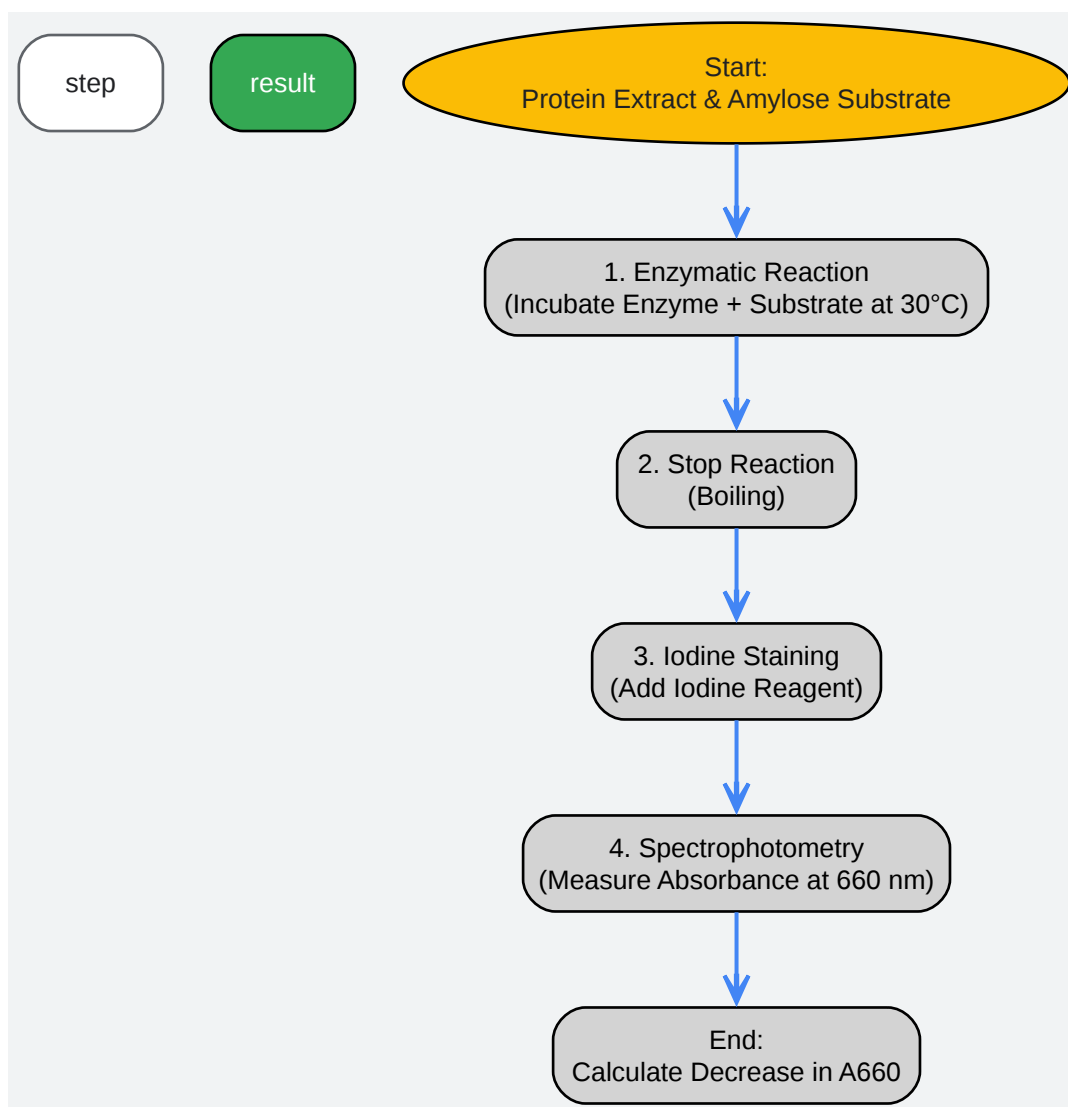 step
result
Start:
Protein Extract & Amylose Substrate
1. Enzymatic Reaction
(Incubate Enzyme + Substrate at 30°C)
2. Stop Reaction
(Boiling)
3. Iodine Staining
(Add Iodine Reagent)
4. Spectrophotometry
(Measure Absorbance at 660 nm)
End:
Calculate Decrease in A660